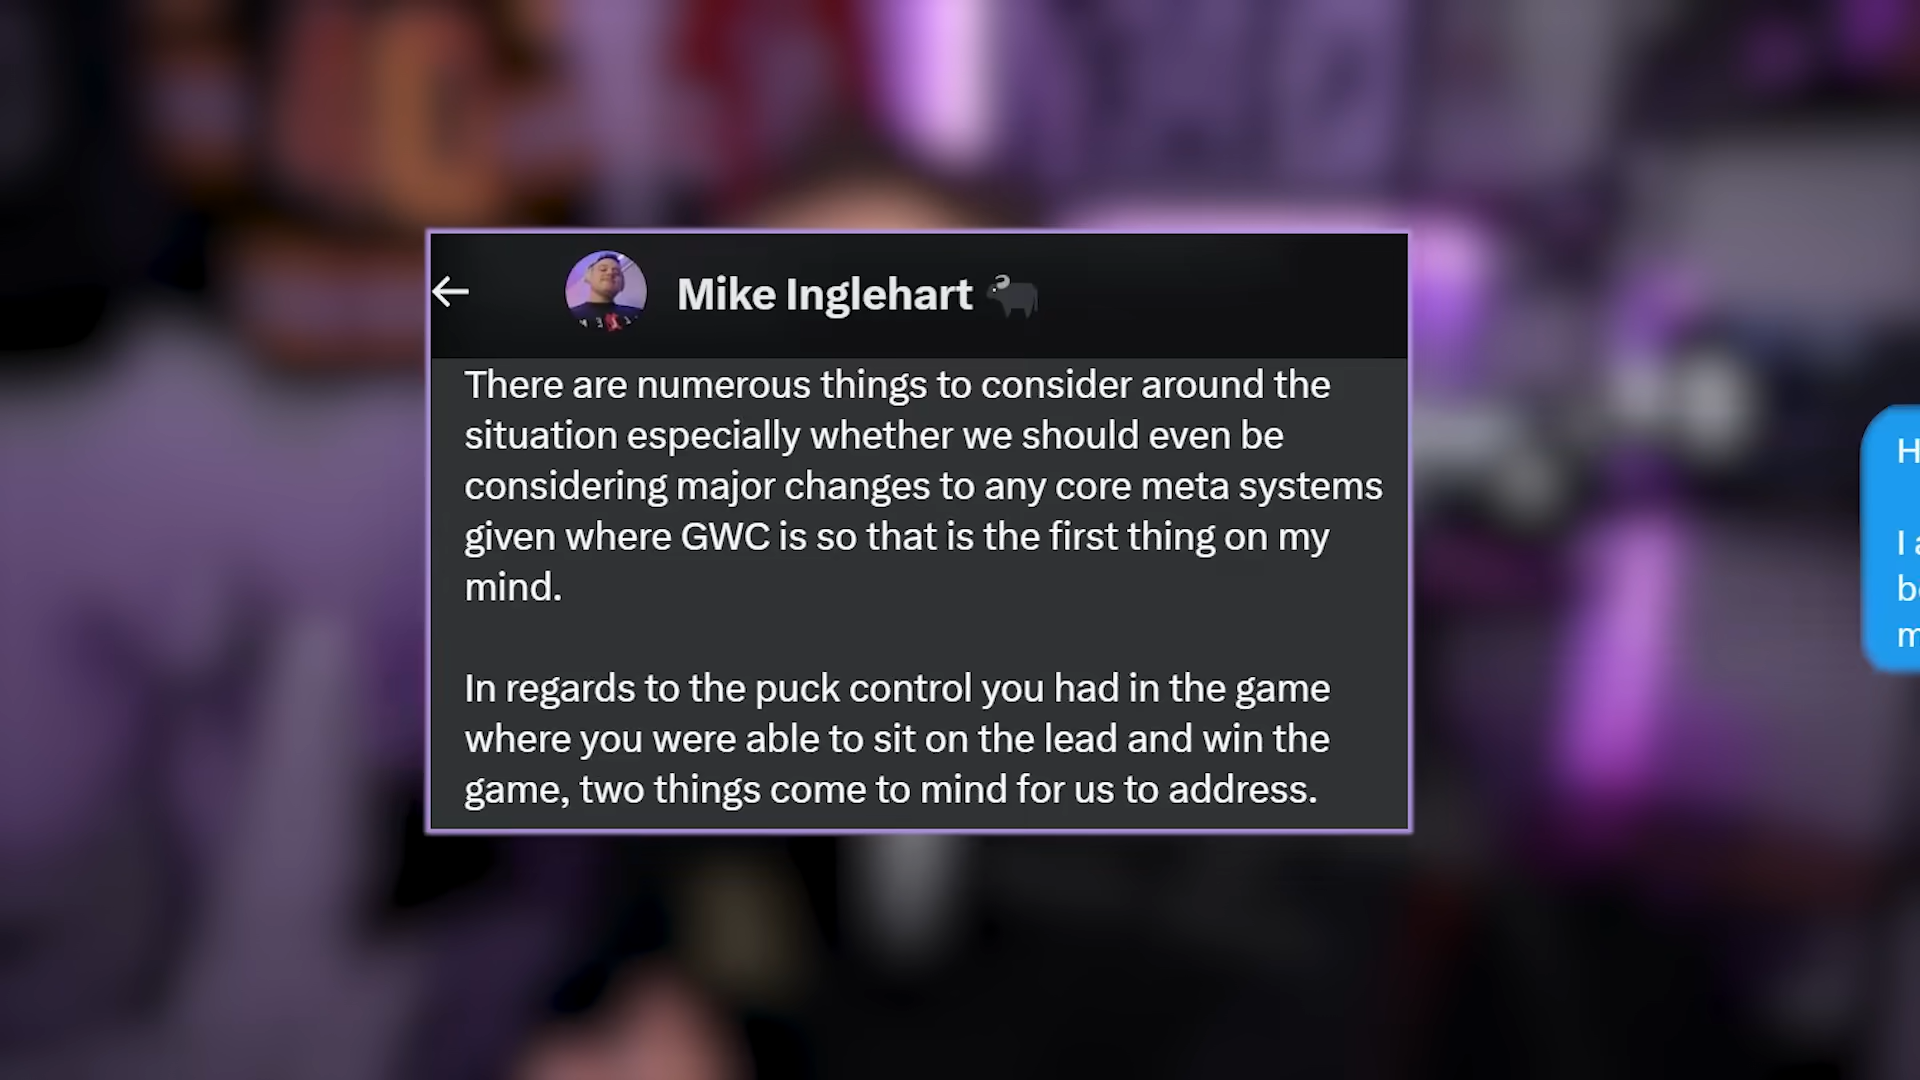 Mike Inglehart 🐃
There are numerous things to consider around the
situation especially whether we should even be
considering major changes to any core meta systems
given where GWC is so that is the first thing on my
mind.
In regards to the puck control you had in the game
where you were able to sit on the lead and win the
game, two things come to mind for us to address.
H
I a
be
m